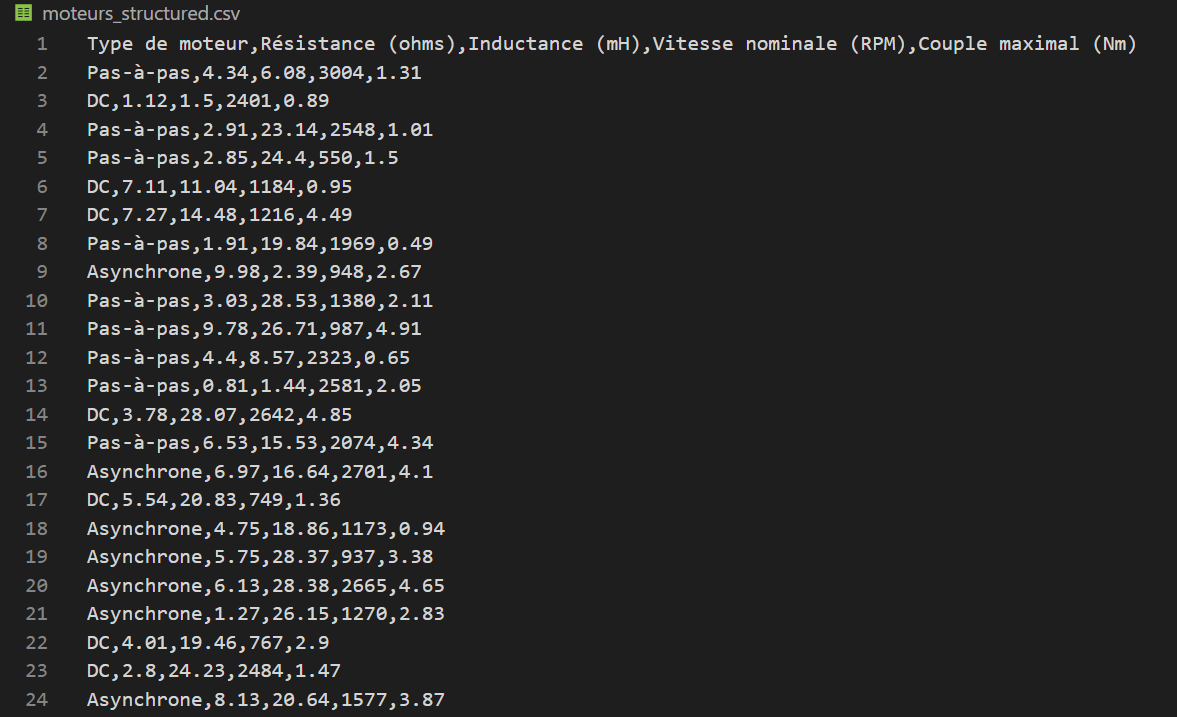 moteurs_structured.csv
1 Type de moteur,Résistance (ohms),Inductance (mH),Vitesse nominale (RPM),Couple maximal (Nm)
2 Pas-à-pas,4.34,6.08,3004,1.31
3 DC,1.12,1.5,2401,0.89
4 Pas-à-pas,2.91,23.14,2548,1.01
5 Pas-à-pas,2.85,24.4,550,1.5
6 DC,7.11,11.04,1184,0.95
7 DC,7.27,14.48,1216,4.49
8 Pas-à-pas,1.91,19.84,1969,0.49
9 Asynchrone,9.98,2.39,948,2.67
10 Pas-à-pas,3.03,28.53,1380,2.11
11 Pas-à-pas,9.78,26.71,987,4.91
12 Pas-à-pas,4.4,8.57,2323,0.65
13 Pas-à-pas,0.81,1.44,2581,2.05
14 DC,3.78,28.07,2642,4.85
15 Pas-à-pas,6.53,15.53,2074,4.34
16 Asynchrone,6.97,16.64,2701,4.1
17 DC,5.54,20.83,749,1.36
18 Asynchrone,4.75,18.86,1173,0.94
19 Asynchrone,5.75,28.37,937,3.38
20 Asynchrone,6.13,28.38,2665,4.65
21 Asynchrone,1.27,26.15,1270,2.83
22 DC,4.01,19.46,767,2.9
23 DC,2.8,24.23,2484,1.47
24 Asynchrone,8.13,20.64,1577,3.87